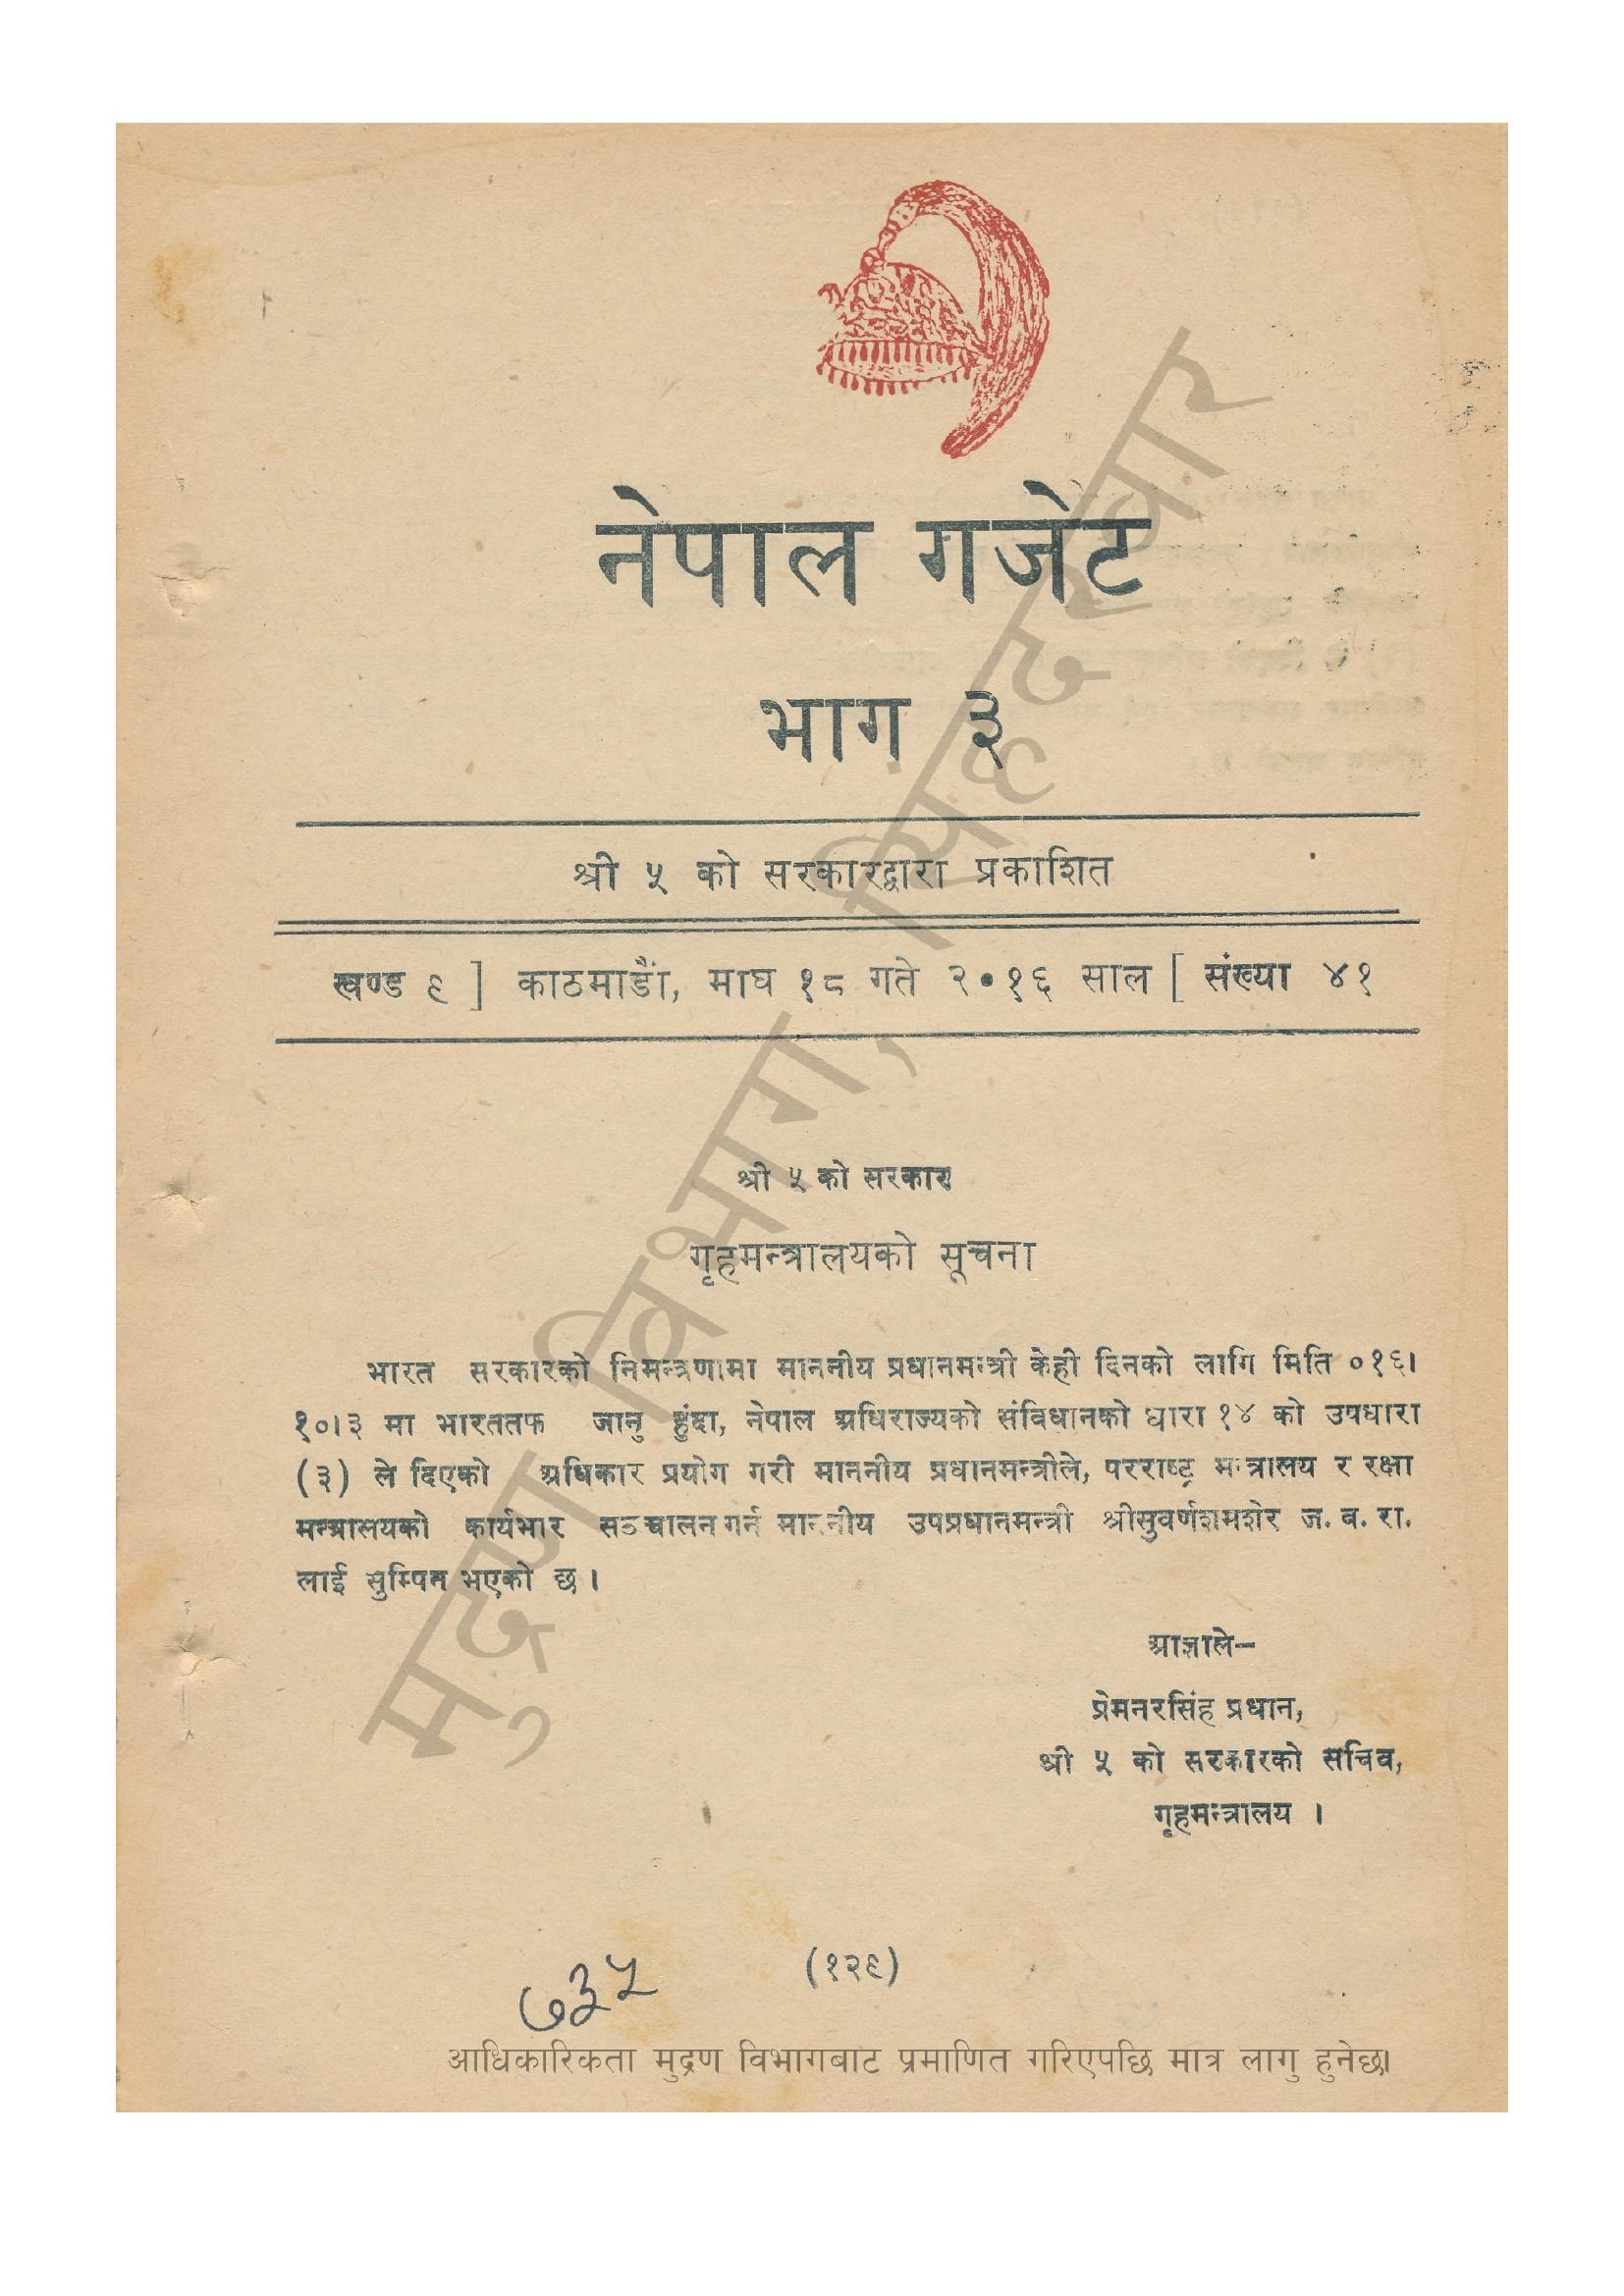 नेपाल गजेट
भाग ३
श्री ५ को सरकारद्वारा प्रकाशित
खण्ड ९ ] काठमाडौं, माघ १८ गते २०१६ साल [ संख्या ४१
श्री ५ को सरकार
गृहमन्त्रालयको सूचना
भारत सरकारको निमन्त्रणामा माननीय प्रधानमन्त्री केही दिनको लागि मिति ०१६।
१०।३ मा भारततर्फ जानु हुंदा, नेपाल अधिराज्यको संविधानको धारा १४ को उपधारा
(३) ले दिएको अधिकार प्रयोग गरी माननीय प्रधानमन्त्रीले, परराष्ट्र मन्त्रालय र रक्षा
मन्त्रालयको कार्यभार सञ्चालन गर्न माननीय उपप्रधानमन्त्री श्रीसुवर्णशमशेर ज. ब. रा.
लाई सुम्पित भएको छ ।
आज्ञाले–
प्रेमनरसिंह प्रधान,
श्री ५ को सरकारको सचिव,
गृहमन्त्रालय ।
(१२९)
७३५
मुद्रण विभाग, सिंहदरबार
आधिकारिकता मुद्रण विभागबाट प्रमाणित गरिएपछि मात्र लागु हुनेछ।